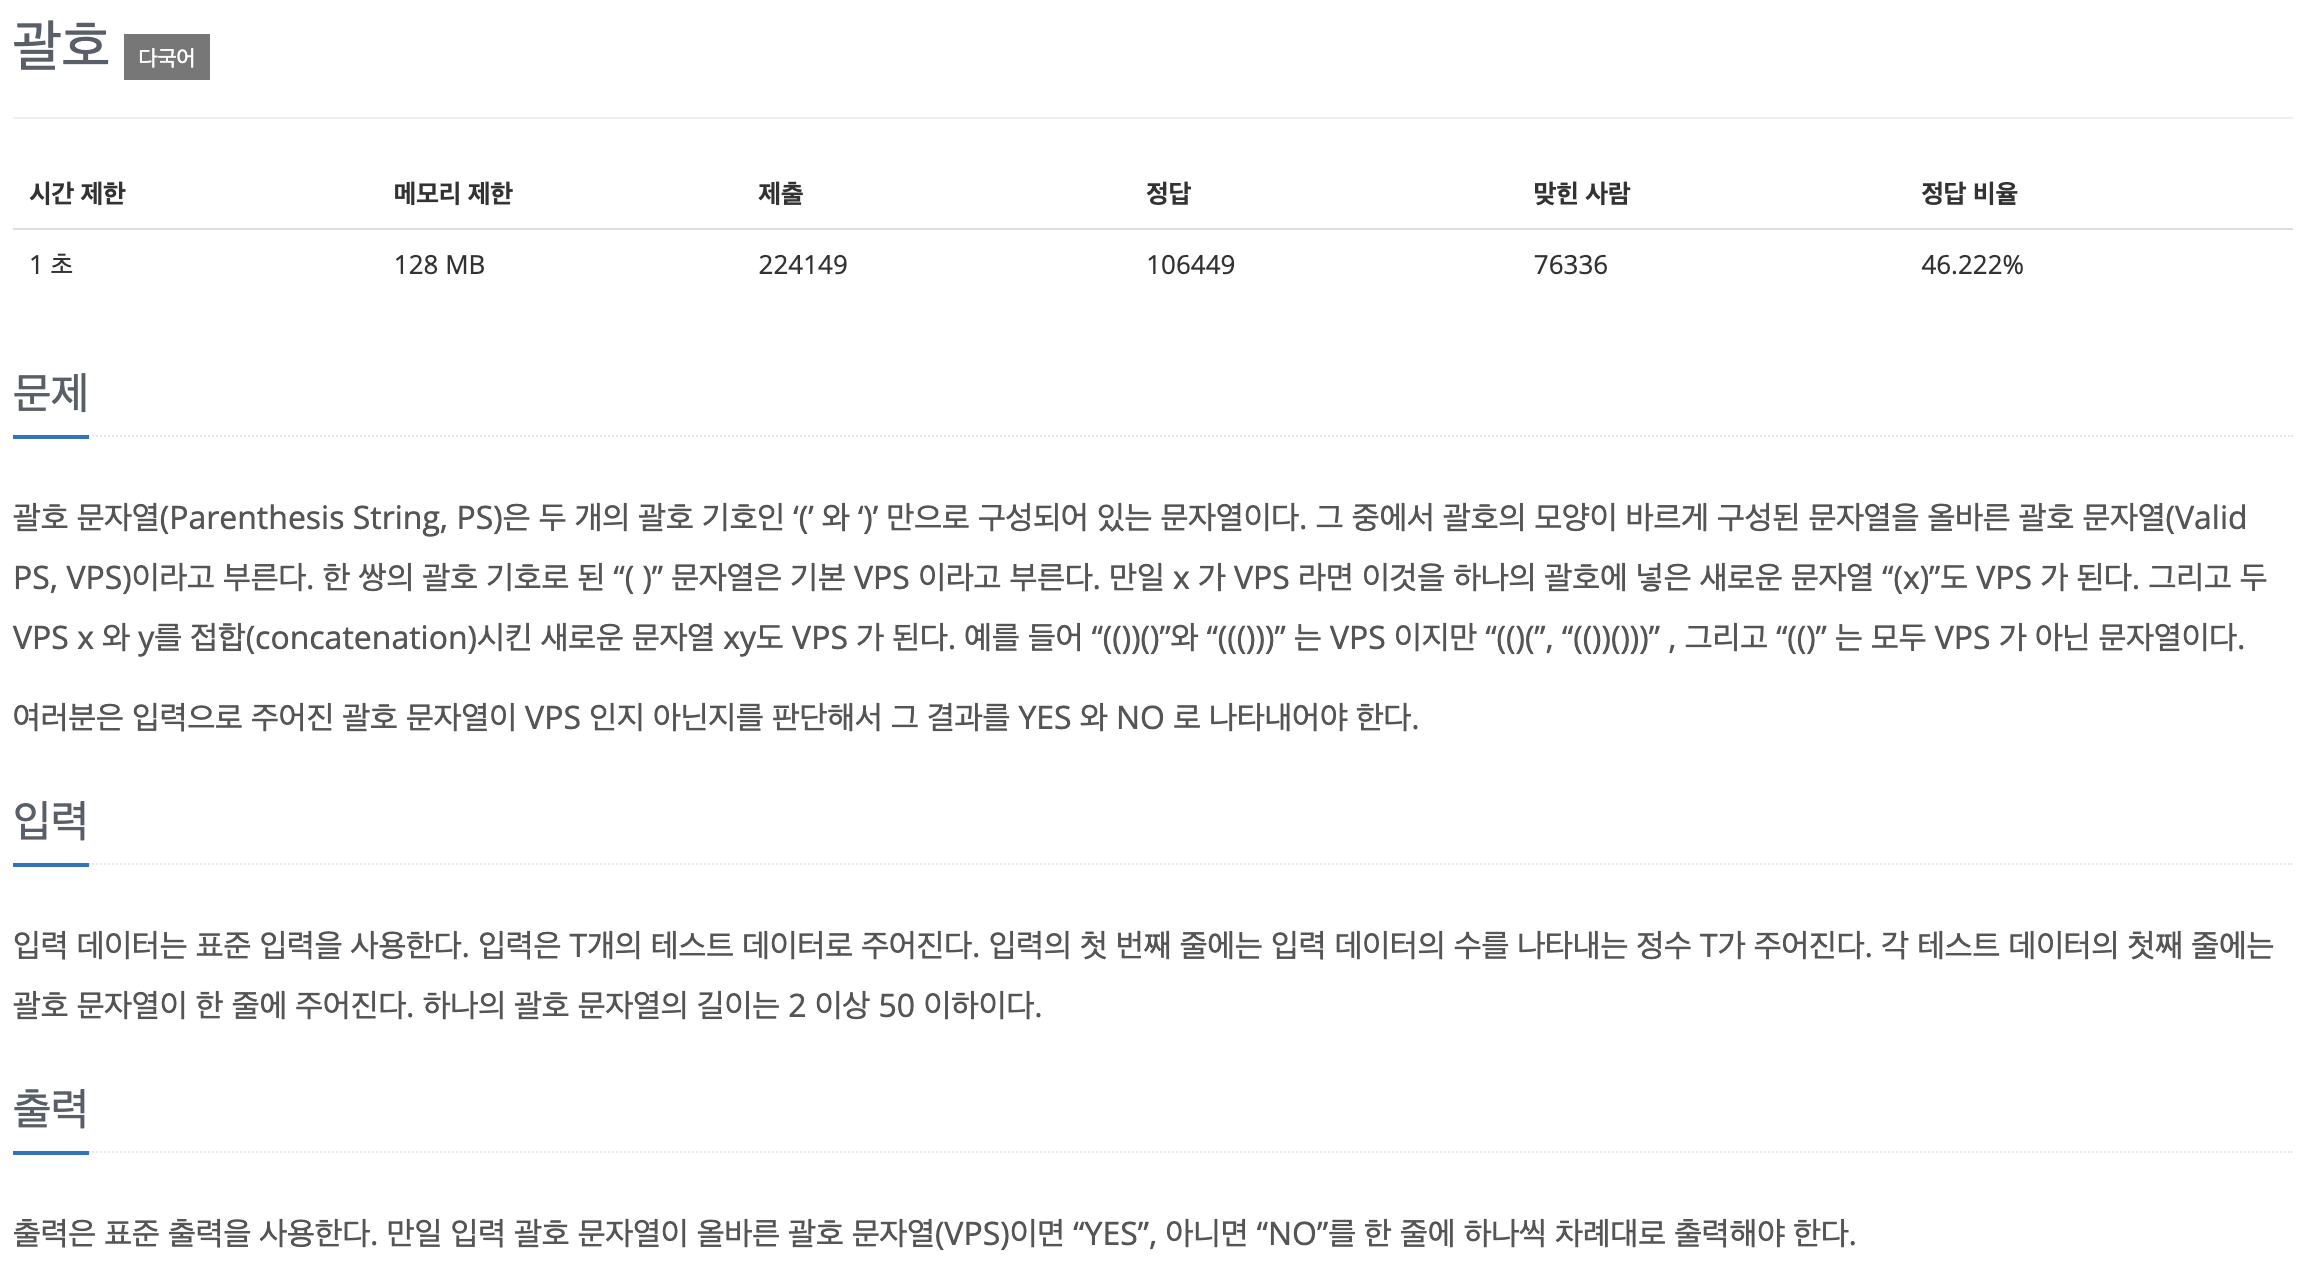 괄호 다국어
시간 제한 메모리 제한 제출 정답 맞힌 사람 정답 비율
1 초 128 MB 224149 106449 76336 46.222%
문제
괄호 문자열(Parenthesis String, PS)은 두 개의 괄호 기호인 ‘(’ 와 ‘)’ 만으로 구성되어 있는 문자열이다. 그 중에서 괄호의 모양이 바르게 구성된 문자열을 올바른 괄호 문자열(Valid
PS, VPS)이라고 부른다. 한 쌍의 괄호 기호로 된 “( )” 문자열은 기본 VPS 이라고 부른다. 만일 x 가 VPS 라면 이것을 하나의 괄호에 넣은 새로운 문자열 “(x)”도 VPS 가 된다. 그리고 두
VPS x 와 y를 접합(concatenation)시킨 새로운 문자열 xy도 VPS 가 된다. 예를 들어 “(())()”와 “((()))” 는 VPS 이지만 “(()(”, “(())()))” , 그리고 “(()” 는 모두 VPS 가 아닌 문자열이다.
여러분은 입력으로 주어진 괄호 문자열이 VPS 인지 아닌지를 판단해서 그 결과를 YES 와 NO 로 나타내어야 한다.
입력
입력 데이터는 표준 입력을 사용한다. 입력은 T개의 테스트 데이터로 주어진다. 입력의 첫 번째 줄에는 입력 데이터의 수를 나타내는 정수 T가 주어진다. 각 테스트 데이터의 첫째 줄에는
괄호 문자열이 한 줄에 주어진다. 하나의 괄호 문자열의 길이는 2 이상 50 이하이다.
출력
출력은 표준 출력을 사용한다. 만일 입력 괄호 문자열이 올바른 괄호 문자열(VPS)이면 “YES”, 아니면 “NO”를 한 줄에 하나씩 차례대로 출력해야 한다.